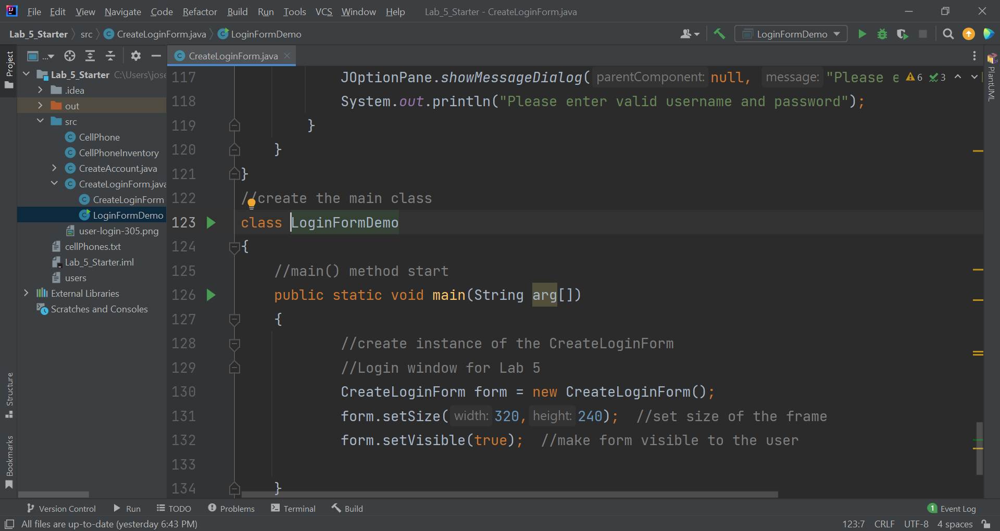 File Edit View Navigate Code Refactor Build Run Tools VCS Window Help Lab_5_Starter - CreateLoginForm.java
Lab_5_Starter src CreateLoginForm.java LoginFormDemo LoginFormDemo
Project
... CreateLoginForm.java
Lab_5_Starter C:\Users\jose
.idea
out
src
CellPhone
CellPhoneInventory
CreateAccount.java
CreateLoginForm.java
CreateLoginForm
LoginFormDemo
user-login-305.png
cellPhones.txt
Lab_5_Starter.iml
users
External Libraries
Scratches and Consoles
Structure
Bookmarks
117 JOptionPane.showMessageDialog( parentComponent: null, message: "Please e 6 3
118 System.out.println("Please enter valid username and password");
119 }
120 }
121 }
122 //create the main class
123 class LoginFormDemo
124 {
125 //main() method start
126 public static void main(String arg[])
127 {
128 //create instance of the CreateLoginForm
129 //Login window for Lab 5
130 CreateLoginForm form = new CreateLoginForm();
131 form.setSize( width: 320, height: 240); //set size of the frame
132 form.setVisible(true); //make form visible to the user
133
134 }
PlantUML
Version Control Run TODO Problems Terminal Build 1 Event Log
All files are up-to-date (yesterday 6:43 PM) 123:7 CRLF UTF-8 4 spaces